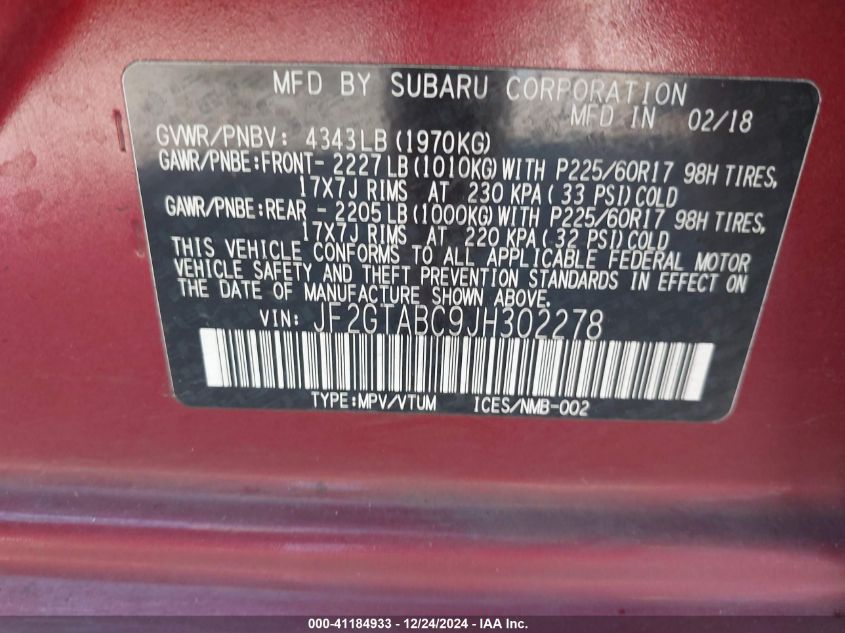 MFD BY SUBARU CORPORATION
MFD IN 02/18
GVWR/PNBV: 4343LB (1970KG)
GAWR/PNBE:FRONT- 2227LB (1010KG) WITH P225/60R17 98H TIRES,
17X7J RIMS AT 230 KPA (33 PSI) COLD
GAWR/PNBE:REAR - 2205LB (1000KG) WITH P225/60R17 98H TIRES,
17X7J RIMS AT 220 KPA (32 PSI) COLD
THIS VEHICLE CONFORMS TO ALL APPLICABLE FEDERAL MOTOR
VEHICLE SAFETY AND THEFT PREVENTION STANDARDS IN EFFECT ON
THE DATE OF MANUFACTURE SHOWN ABOVE.
VIN: JF2GTABC9JH302278
TYPE:MPV/VTUM ICES/NMB-002
000-41184933 - 12/24/2024 - IAA Inc.